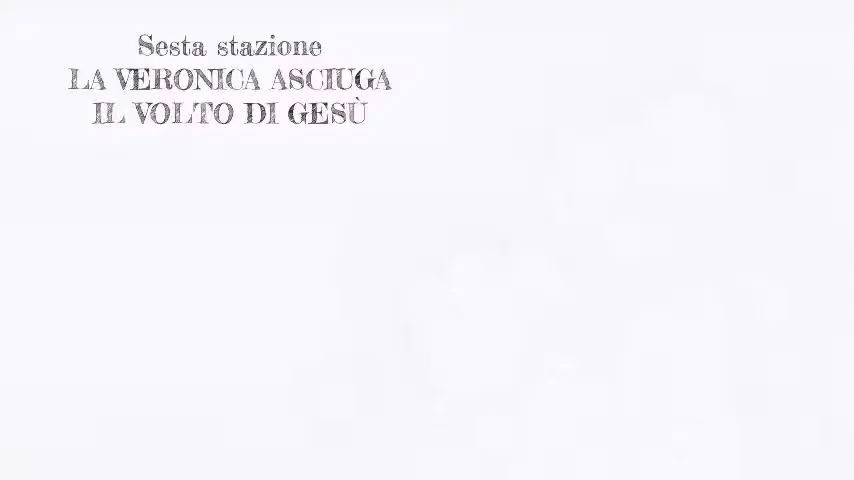 Sesta stazione
LA VERONICA ASCIUGA
IL VOLTO DI GESÙ